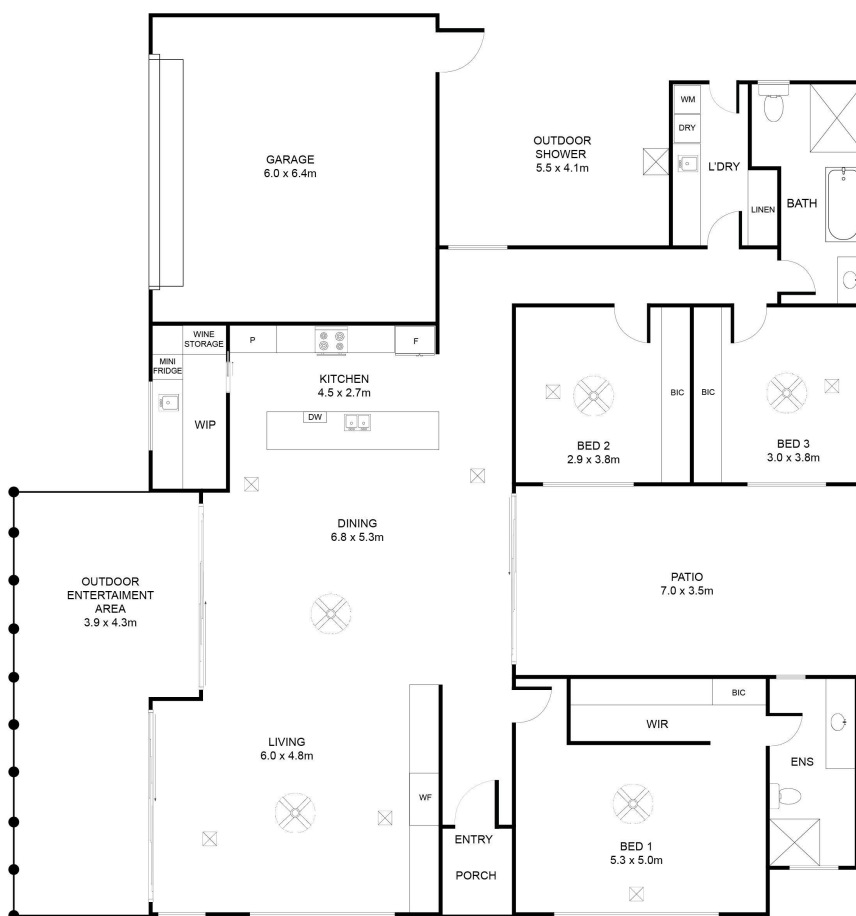 GARAGE
6.0 x 6.4m
OUTDOOR
SHOWER
5.5 x 4.1m
WM
DRY
L'DRY
LINEN
BATH
WINE
STORAGE
MINI
FRIDGE
WIP
P
F
KITCHEN
4.5 x 2.7m
DW
BIC
BED 2
2.9 x 3.8m
BIC
BED 3
3.0 x 3.8m
DINING
6.8 x 5.3m
OUTDOOR
ENTERTAIMENT
AREA
3.9 x 4.3m
PATIO
7.0 x 3.5m
LIVING
6.0 x 4.8m
WF
BIC
WIR
ENS
BED 1
5.3 x 5.0m
ENTRY
PORCH